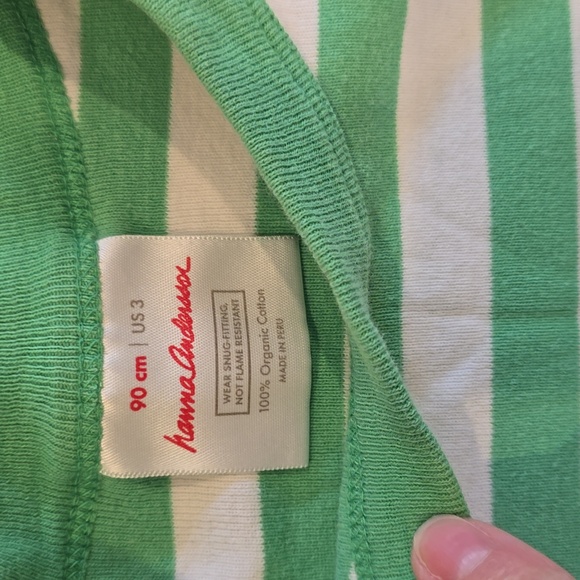 90 cm | US 3
hanna andersson
WEAR SNUG-FITTING,
NOT FLAME RESISTANT
100% Organic Cotton
MADE IN PERU